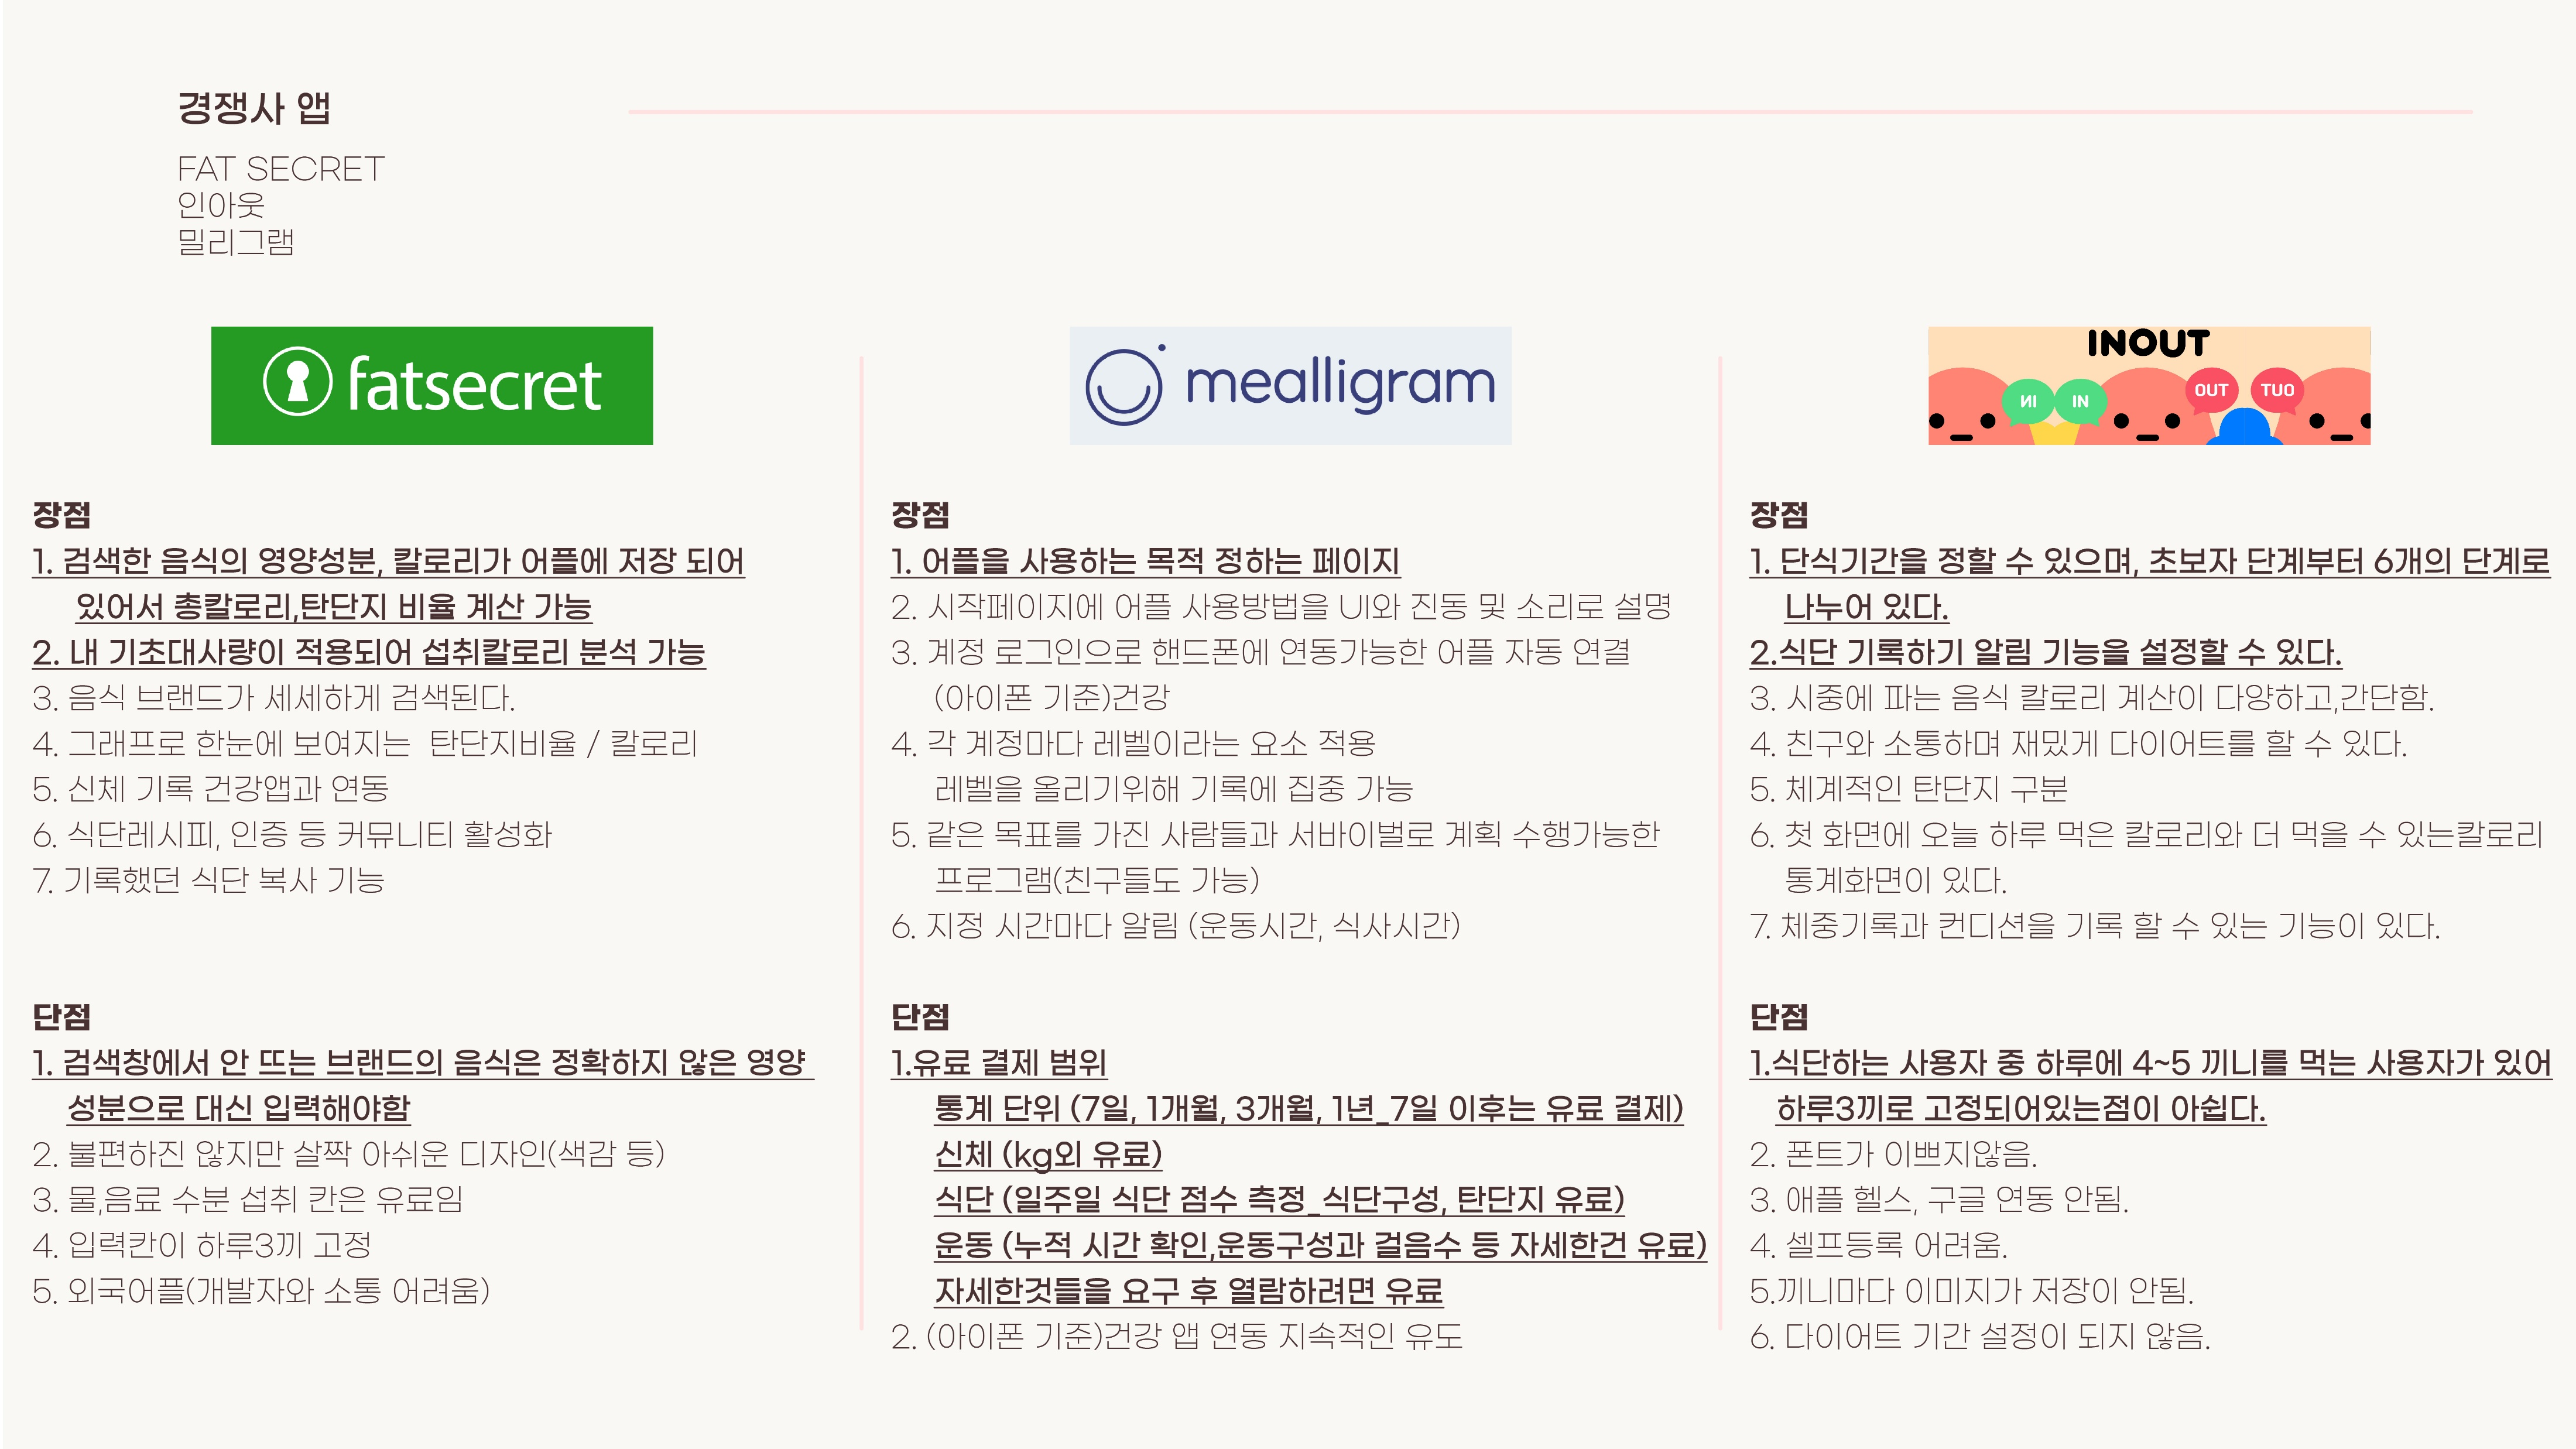 경쟁사 앱
FAT SECRET
인아웃
밀리그램
fatsecret
장점
1. 검색한 음식의 영양성분, 칼로리가 어플에 저장 되어
있어서 총칼로리,탄단지 비율 계산 가능
2. 내 기초대사량이 적용되어 섭취칼로리 분석 가능
3. 음식 브랜드가 세세하게 검색된다.
4. 그래프로 한눈에 보여지는 탄단지비율 / 칼로리
5. 신체 기록 건강앱과 연동
6. 식단레시피, 인증 등 커뮤니티 활성화
7. 기록했던 식단 복사 기능
단점
1. 검색창에서 안 뜨는 브랜드의 음식은 정확하지 않은 영양
성분으로 대신 입력해야함
2. 불편하진 않지만 살짝 아쉬운 디자인(색감 등)
3. 물,음료 수분 섭취 칸은 유료임
4. 입력칸이 하루3끼 고정
5. 외국어플(개발자와 소통 어려움)
mealligram
장점
1. 어플을 사용하는 목적 정하는 페이지
2. 시작페이지에 어플 사용방법을 UI와 진동 및 소리로 설명
3. 계정 로그인으로 핸드폰에 연동가능한 어플 자동 연결
(아이폰 기준)건강
4. 각 계정마다 레벨이라는 요소 적용
레벨을 올리기위해 기록에 집중 가능
5. 같은 목표를 가진 사람들과 서바이벌로 계획 수행가능한
프로그램(친구들도 가능)
6. 지정 시간마다 알림 (운동시간, 식사시간)
단점
1.유료 결제 범위
통계 단위 (7일, 1개월, 3개월, 1년_7일 이후는 유료 결제)
신체 (kg외 유료)
식단 (일주일 식단 점수 측정_식단구성, 탄단지 유료)
운동 (누적 시간 확인,운동구성과 걸음수 등 자세한건 유료)
자세한것들을 요구 후 열람하려면 유료
2. (아이폰 기준)건강 앱 연동 지속적인 유도
INOUT
IN IN OUT OUT
장점
1. 단식기간을 정할 수 있으며, 초보자 단계부터 6개의 단계로
나누어 있다.
2.식단 기록하기 알림 기능을 설정할 수 있다.
3. 시중에 파는 음식 칼로리 계산이 다양하고,간단함.
4. 친구와 소통하며 재밌게 다이어트를 할 수 있다.
5. 체계적인 탄단지 구분
6. 첫 화면에 오늘 하루 먹은 칼로리와 더 먹을 수 있는칼로리
통계화면이 있다.
7. 체중기록과 컨디션을 기록 할 수 있는 기능이 있다.
단점
1.식단하는 사용자 중 하루에 4~5 끼니를 먹는 사용자가 있어
하루3끼로 고정되어있는점이 아쉽다.
2. 폰트가 이쁘지않음.
3. 애플 헬스, 구글 연동 안됨.
4. 셀프등록 어려움.
5.끼니마다 이미지가 저장이 안됨.
6. 다이어트 기간 설정이 되지 않음.